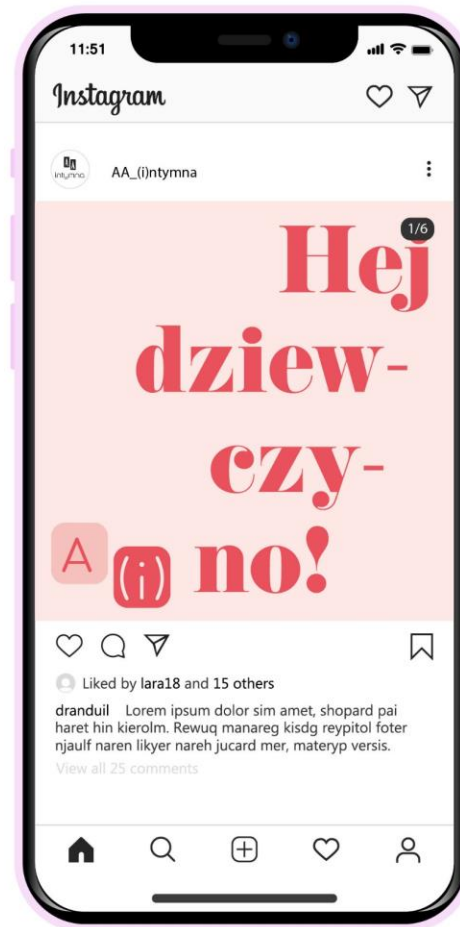 11:51
Instagram
AA
intymna
AA_(i)ntymna
1/6
Hej
dziew-
czy-
no!
A
(i)
Liked by lara18 and 15 others
dranduil Lorem ipsum dolor sim amet, shopard pai
haret hin kierolm. Rewuq manareg kisdg reypitol foter
njaulf naren likyer nareh jucard mer, materyp versis.
View all 25 comments